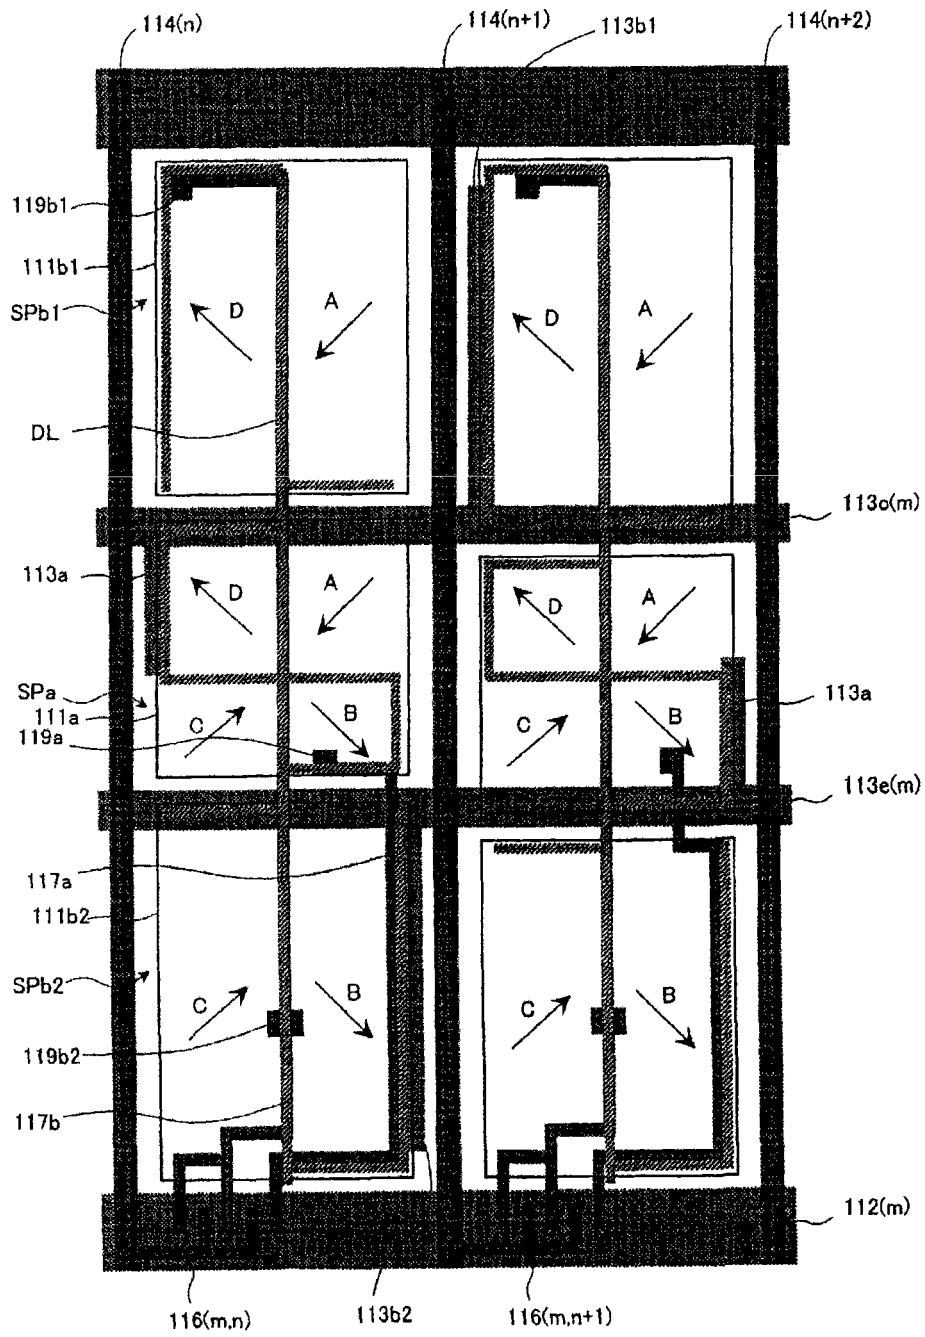 114(n)
114(n+1)
113b1
114(n+2)
119b1
111b1
SPb1
D
A
D
A
DL
113o(m)
113a
D
A
D
A
SPa
111a
119a
C
B
C
B
113a
113e(m)
117a
111b2
SPb2
C
B
C
B
119b2
117b
112(m)
116(m,n)
113b2
116(m,n+1)